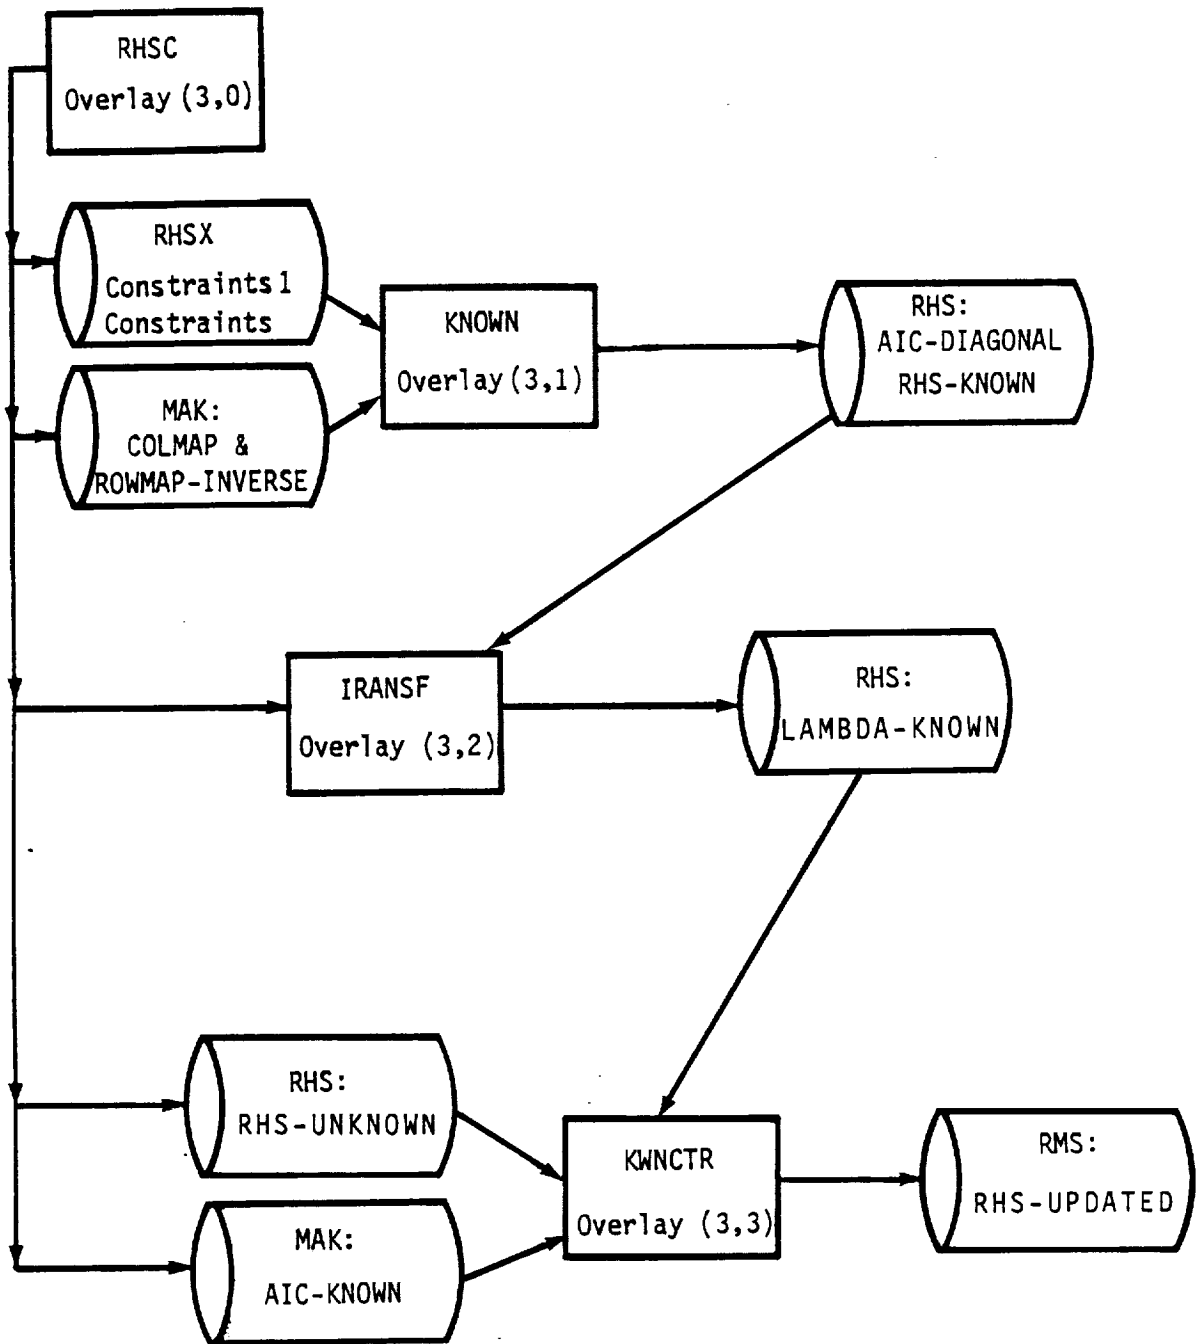 RHSC
Overlay (3,0)
RHSX
Constraints 1
Constraints
KNOWN
Overlay (3,1)
RHS:
AIC-DIAGONAL
RHS-KNOWN
MAK:
COLMAP &
ROWMAP-INVERSE
IRANSF
Overlay (3,2)
RHS:
LAMBDA-KNOWN
RHS:
RHS-UNKNOWN
KWNCTR
Overlay (3,3)
RMS:
RHS-UPDATED
MAK:
AIC-KNOWN